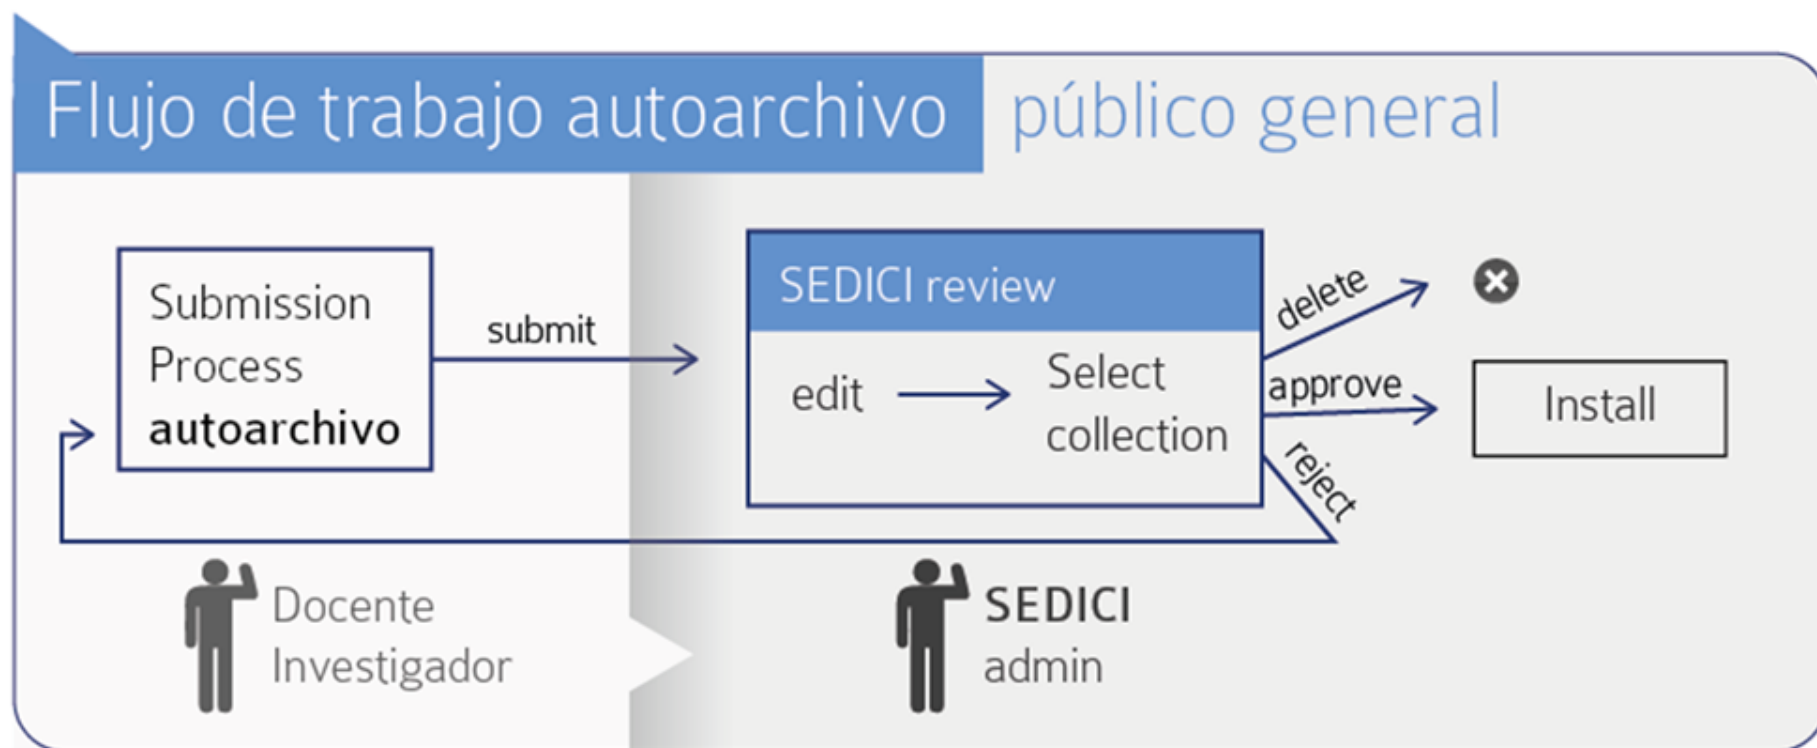 Flujo de trabajo autoarchivo público general
Submission
Process
autoarchivo
submit
SEDICI review
edit
Select
collection
delete
approve
reject
Install
Docente
Investigador
SEDICI
admin